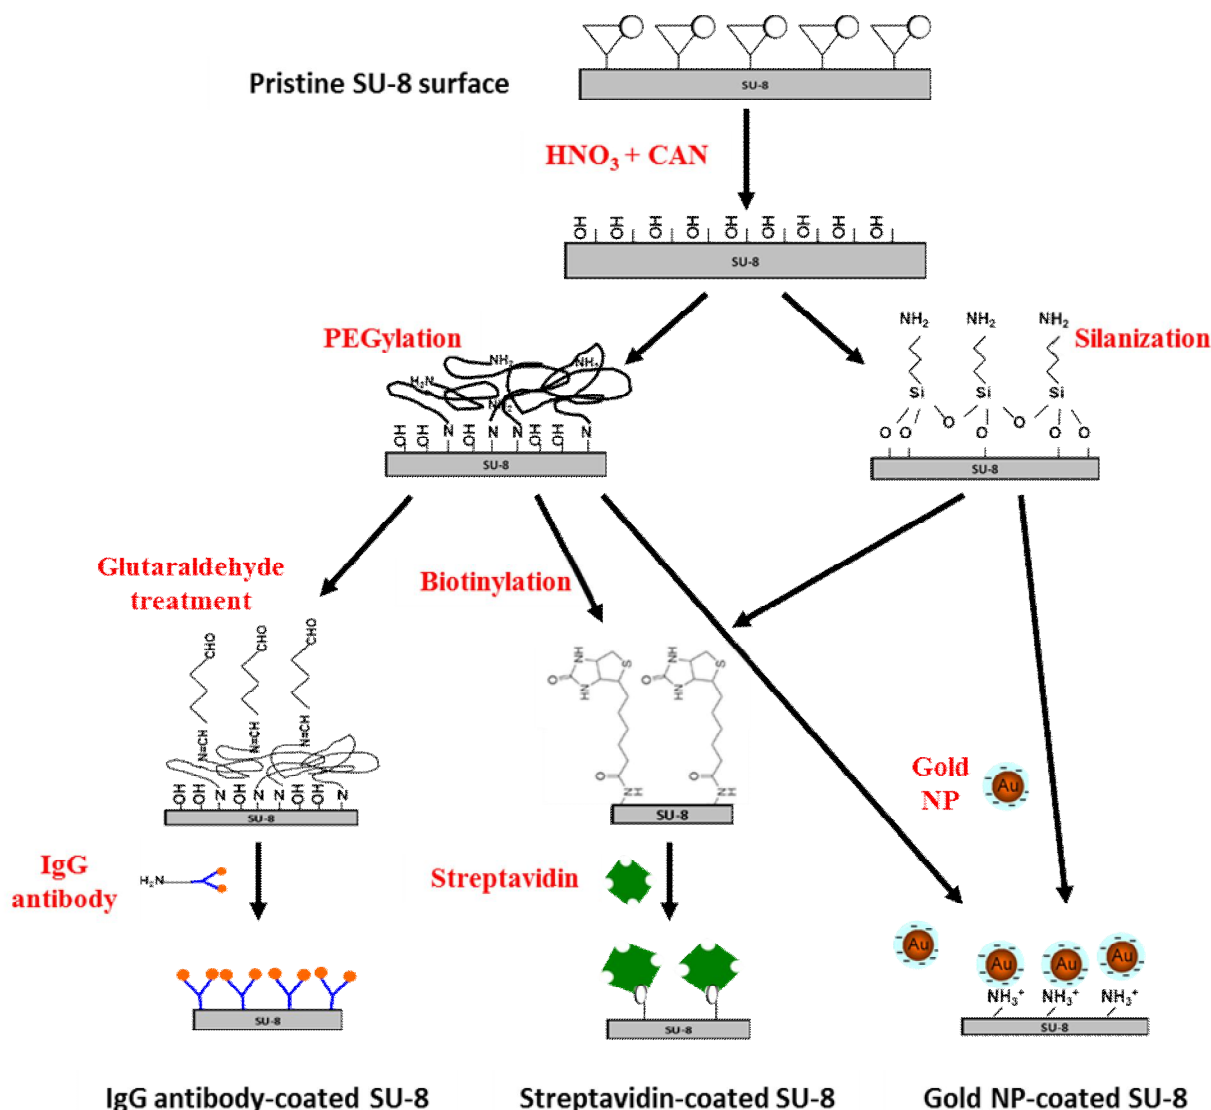 Pristine SU-8 surface
SU-8
HNO₃ + CAN
OH OH OH OH OH OH OH OH OH
SU-8
PEGylation
NH₂ NH₂ NH₂
Silanization
NH₂ NH₂
H₂N
NH₂
Si Si Si
O O O O O O O
OH OH N N N OH OH N
SU-8
SU-8
Glutaraldehyde
treatment
Biotinylation
CHO CHO CHO
NH NH
O N H S O N H S
N=CH N=CH N=CH
OH OH N OH N N OH OH N
O N H O N H
SU-8
SU-8
Gold
NP
Au
IgG
antibody
H₂N
Streptavidin
Au Au Au Au
NH₃⁺ NH₃⁺ NH₃⁺
SU-8
SU-8
SU-8
IgG antibody-coated SU-8
Streptavidin-coated SU-8
Gold NP-coated SU-8